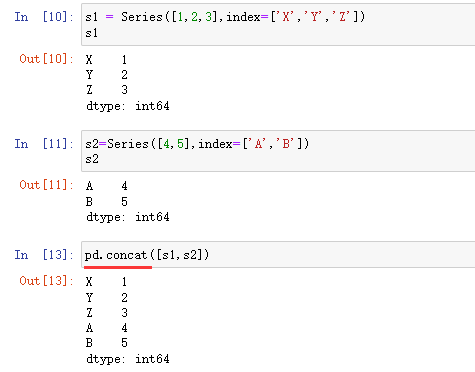 In [10]: s1 = Series([1,2,3],index=['X','Y','Z'])
s1
Out[10]: X    1
Y    2
Z    3
dtype: int64
In [11]: s2=Series([4,5],index=['A','B'])
s2
Out[11]: A    4
B    5
dtype: int64
In [13]: pd.concat([s1,s2])
Out[13]: X    1
Y    2
Z    3
A    4
B    5
dtype: int64